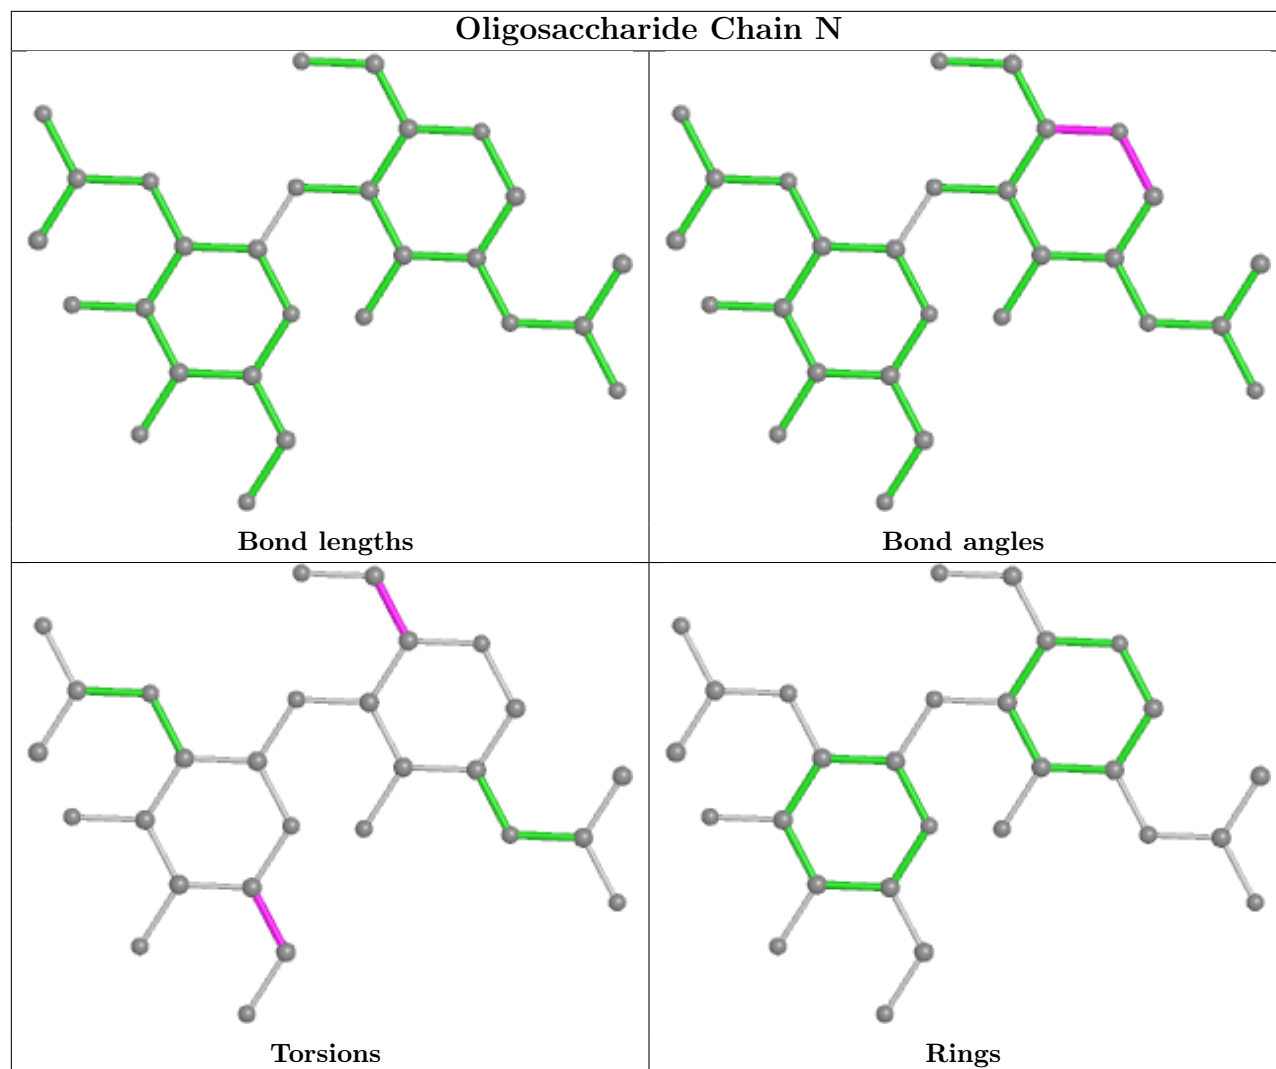 Oligosaccharide Chain N
Bond lengths
Bond angles
Torsions
Rings